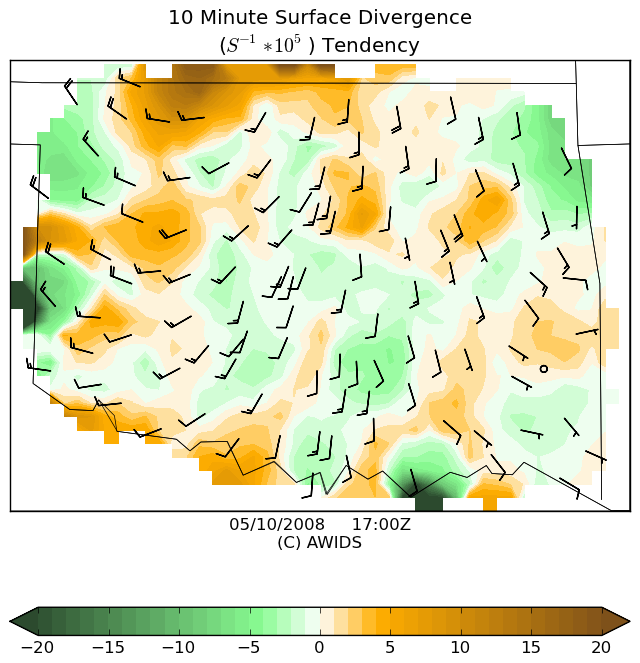 10 Minute Surface Divergence
(S⁻¹ * 10⁵ ) Tendency
05/10/2008 17:00Z
(C) AWIDS
−20 −15 −10 −5 0 5 10 15 20